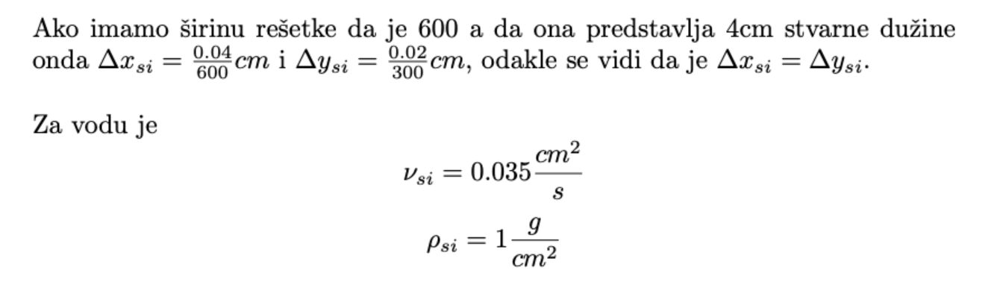 Ako imamo širinu rešetke da je 600 a da ona predstavlja 4cm stvarne dužine
onda $\Delta x_{si} = \frac{0.04}{600} cm$ i $\Delta y_{si} = \frac{0.02}{300} cm$, odakle se vidi da je $\Delta x_{si} = \Delta y_{si}$.
Za vodu je
$\nu_{si} = 0.035 \frac{cm^2}{s}$
$\rho_{si} = 1 \frac{g}{cm^2}$